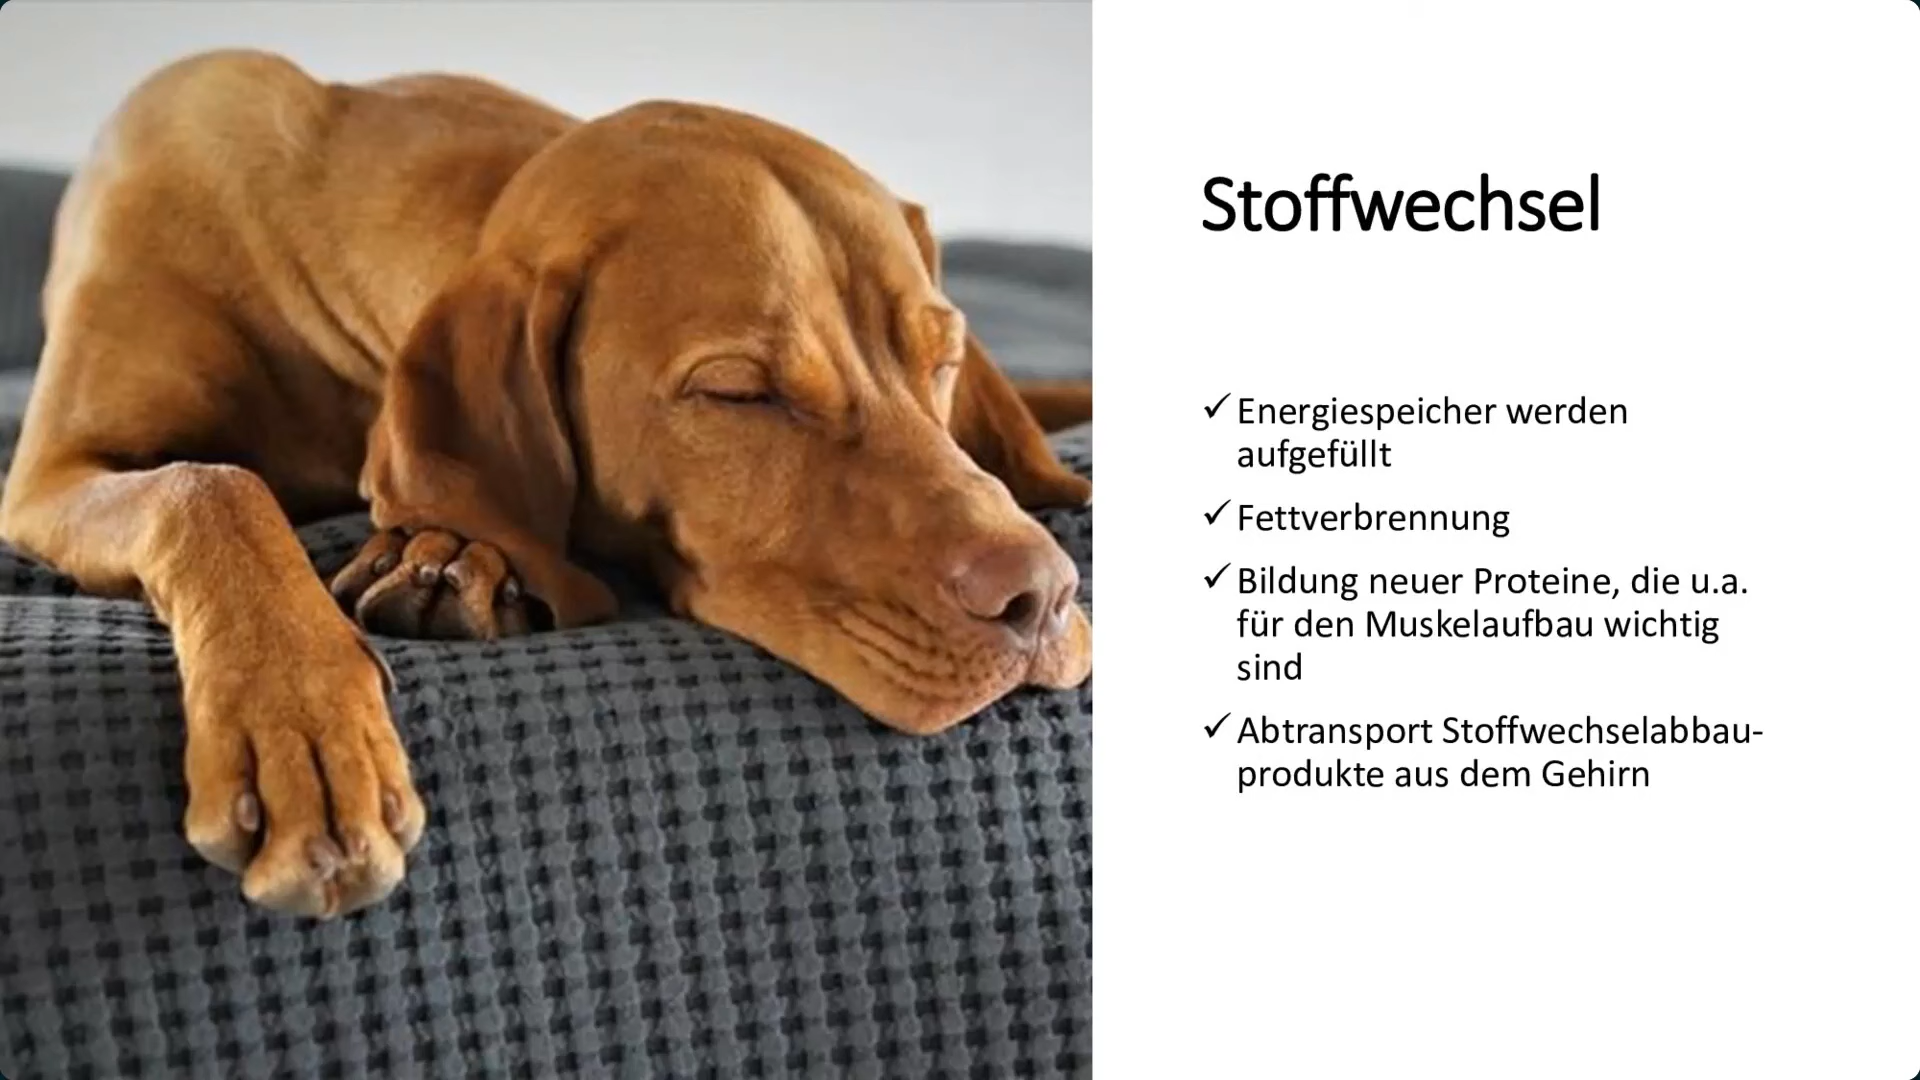 Stoffwechsel
✓ Energiespeicher werden
aufgefüllt
✓ Fettverbrennung
✓ Bildung neuer Proteine, die u.a.
für den Muskelaufbau wichtig
sind
✓ Abtransport Stoffwechselabbau-
produkte aus dem Gehirn